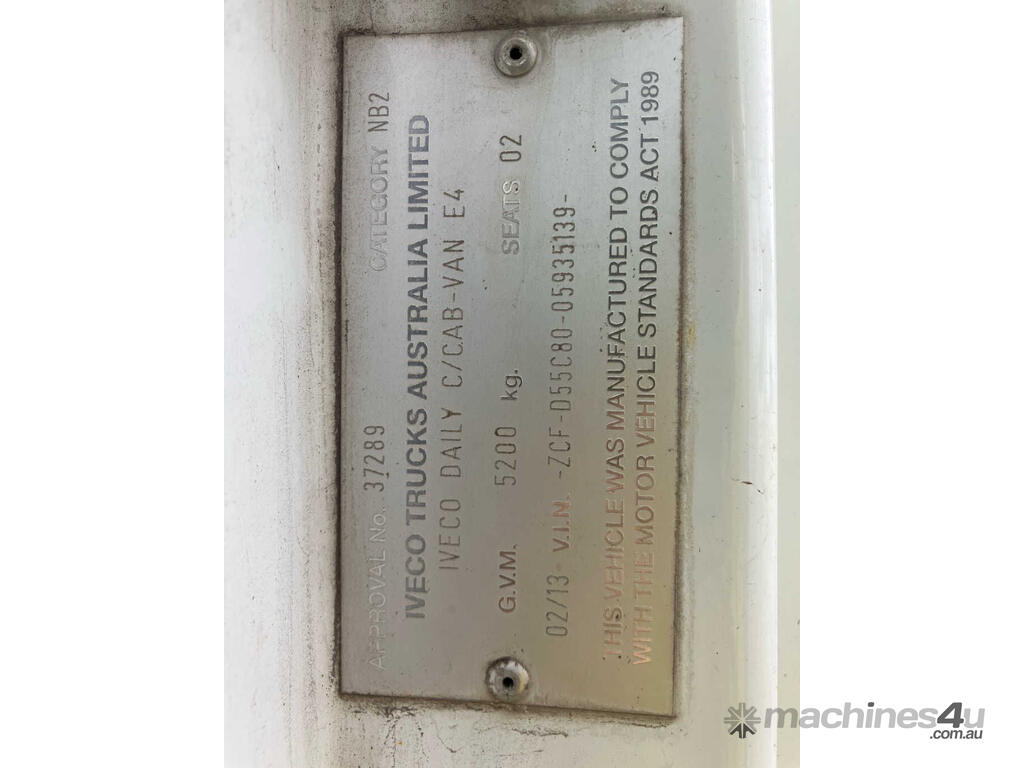 APPROVAL No. 37289 CATEGORY NB2
IVECO TRUCKS AUSTRALIA LIMITED
IVECO DAILY C/CAB-VAN E4
G.V.M. 5200 kg. SEATS 02
02/13 V.I.N. -ZCF-D55C80-05935139-
THIS VEHICLE WAS MANUFACTURED TO COMPLY
WITH THE MOTOR VEHICLE STANDARDS ACT 1989
machines4u
.com.au